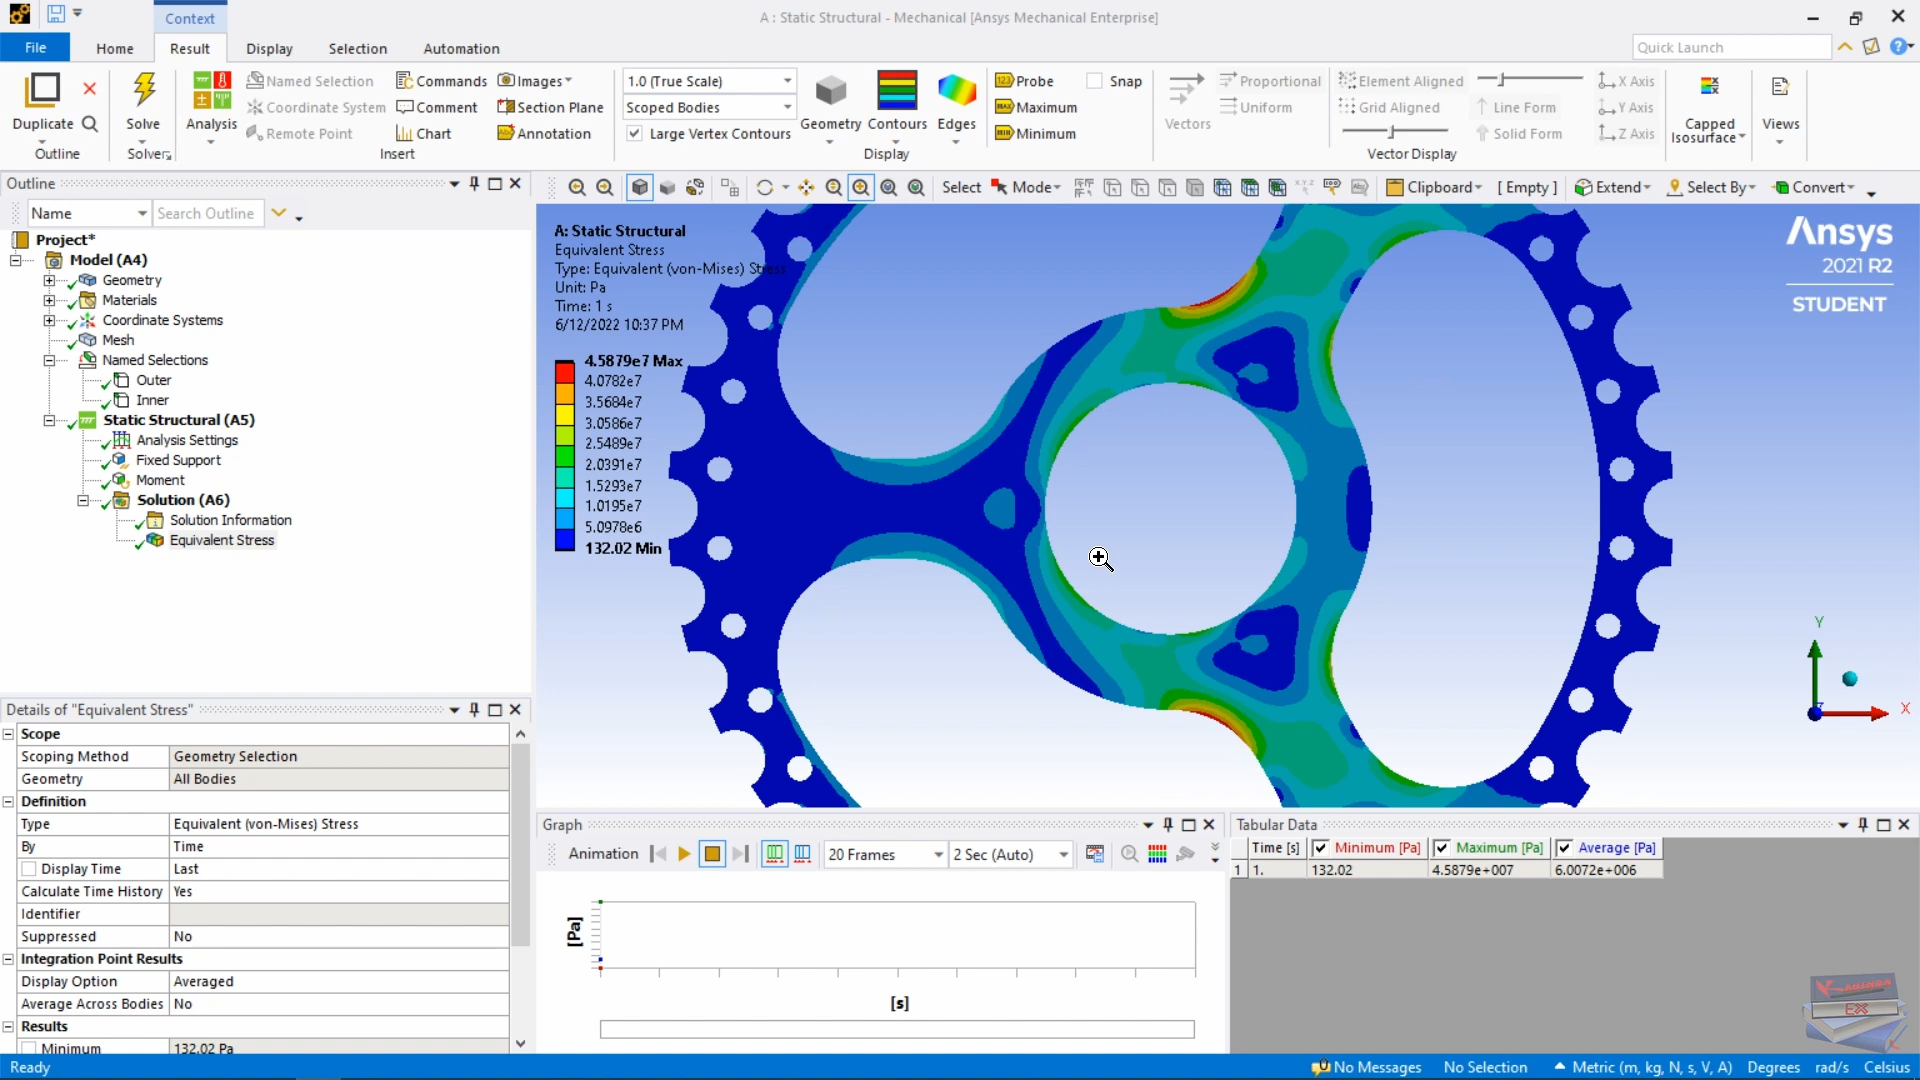 Context
A : Static Structural - Mechanical [Ansys Mechanical Enterprise]
File Home Result Display Selection Automation
Quick Launch
Duplicate
Outline
Solve
Solver
Analysis
Named Selection
Coordinate System
Remote Point
Commands
Comment
Chart
Images
Section Plane
Annotation
Insert
1.0 (True Scale)
Scoped Bodies
Large Vertex Contours
Geometry
Contours
Edges
Display
Probe
Maximum
Minimum
Snap
Vectors
Proportional
Uniform
Element Aligned
Grid Aligned
Line Form
Solid Form
X Axis
Y Axis
Z Axis
Vector Display
Capped
Isosurface
Views
Outline
Name
Search Outline
Select Mode Clipboard [ Empty ] Extend Select By Convert
Project*
Model (A4)
Geometry
Materials
Coordinate Systems
Mesh
Named Selections
Outer
Inner
Static Structural (A5)
Analysis Settings
Fixed Support
Moment
Solution (A6)
Solution Information
Equivalent Stress
A: Static Structural
Equivalent Stress
Type: Equivalent (von-Mises) Stress
Unit: Pa
Time: 1 s
6/12/2022 10:37 PM
4.5879e7 Max
4.0782e7
3.5684e7
3.0586e7
2.5489e7
2.0391e7
1.5293e7
1.0195e7
5.0978e6
132.02 Min
Ansys
2021 R2
STUDENT
Y
X
Details of "Equivalent Stress"
Scope
Scoping Method Geometry Selection
Geometry All Bodies
Definition
Type Equivalent (von-Mises) Stress
By Time
Display Time Last
Calculate Time History Yes
Identifier
Suppressed No
Integration Point Results
Display Option Averaged
Average Across Bodies No
Results
Minimum 132.02 Pa
Graph
Animation 20 Frames 2 Sec (Auto)
[Pa]
[s]
Tabular Data
Time [s] Minimum [Pa] Maximum [Pa] Average [Pa]
1 1. 132.02 4.5879e+007 6.0072e+006
EX
Ready
No Messages No Selection Metric (m, kg, N, s, V, A) Degrees rad/s Celsius